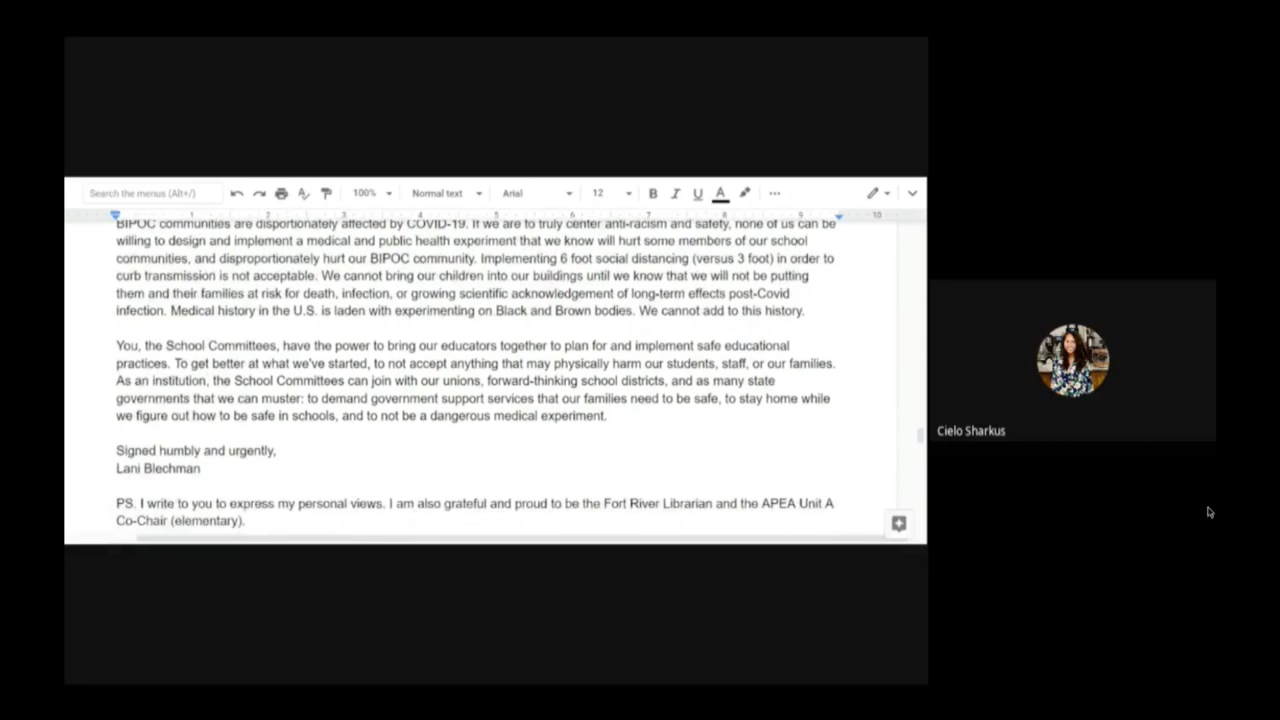 Search the menus (Alt+/)
100%
Normal text
Arial
12
B I U A
1 2 3 4 5 6 7 8 9 10
BIPOC communities are disportionately affected by COVID-19. If we are to truly center anti-racism and safety, none of us can be
willing to design and implement a medical and public health experiment that we know will hurt some members of our school
communities, and disproportionately hurt our BIPOC community. Implementing 6 foot social distancing (versus 3 foot) in order to
curb transmission is not acceptable. We cannot bring our children into our buildings until we know that we will not be putting
them and their families at risk for death, infection, or growing scientific acknowledgement of long-term effects post-Covid
infection. Medical history in the U.S. is laden with experimenting on Black and Brown bodies. We cannot add to this history.
You, the School Committees, have the power to bring our educators together to plan for and implement safe educational
practices. To get better at what we've started, to not accept anything that may physically harm our students, staff, or our families.
As an institution, the School Committees can join with our unions, forward-thinking school districts, and as many state
governments that we can muster: to demand government support services that our families need to be safe, to stay home while
we figure out how to be safe in schools, and to not be a dangerous medical experiment.
Signed humbly and urgently,
Lani Blechman
PS. I write to you to express my personal views. I am also grateful and proud to be the Fort River Librarian and the APEA Unit A
Co-Chair (elementary).
Cielo Sharkus